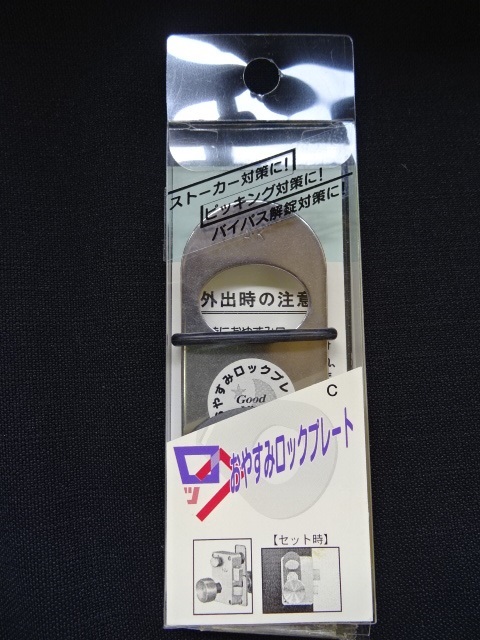 ストーカー対策に!
ピッキング対策に!
バイパス解錠対策に!
外出時の注意
おやすみロックプレ
Good
C
ロック
おやすみロックプレート
【セット時】